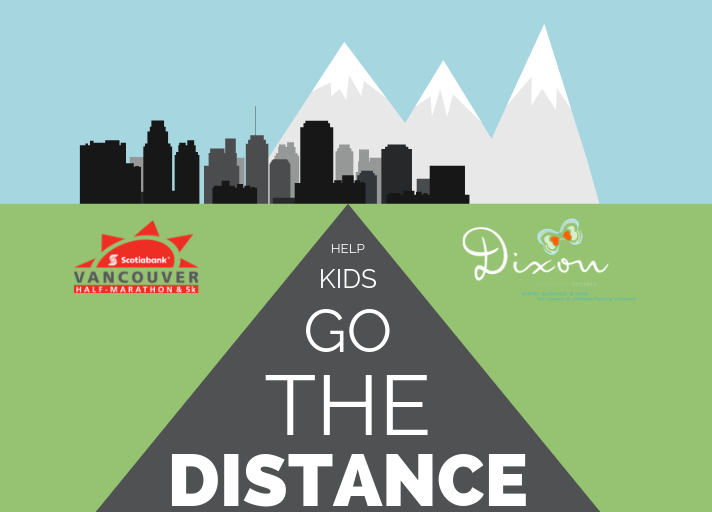 Scotiabank
VANCOUVER
HALF-MARATHON & 5k
Dixon
HELP
KIDS
GO
THE
DISTANCE